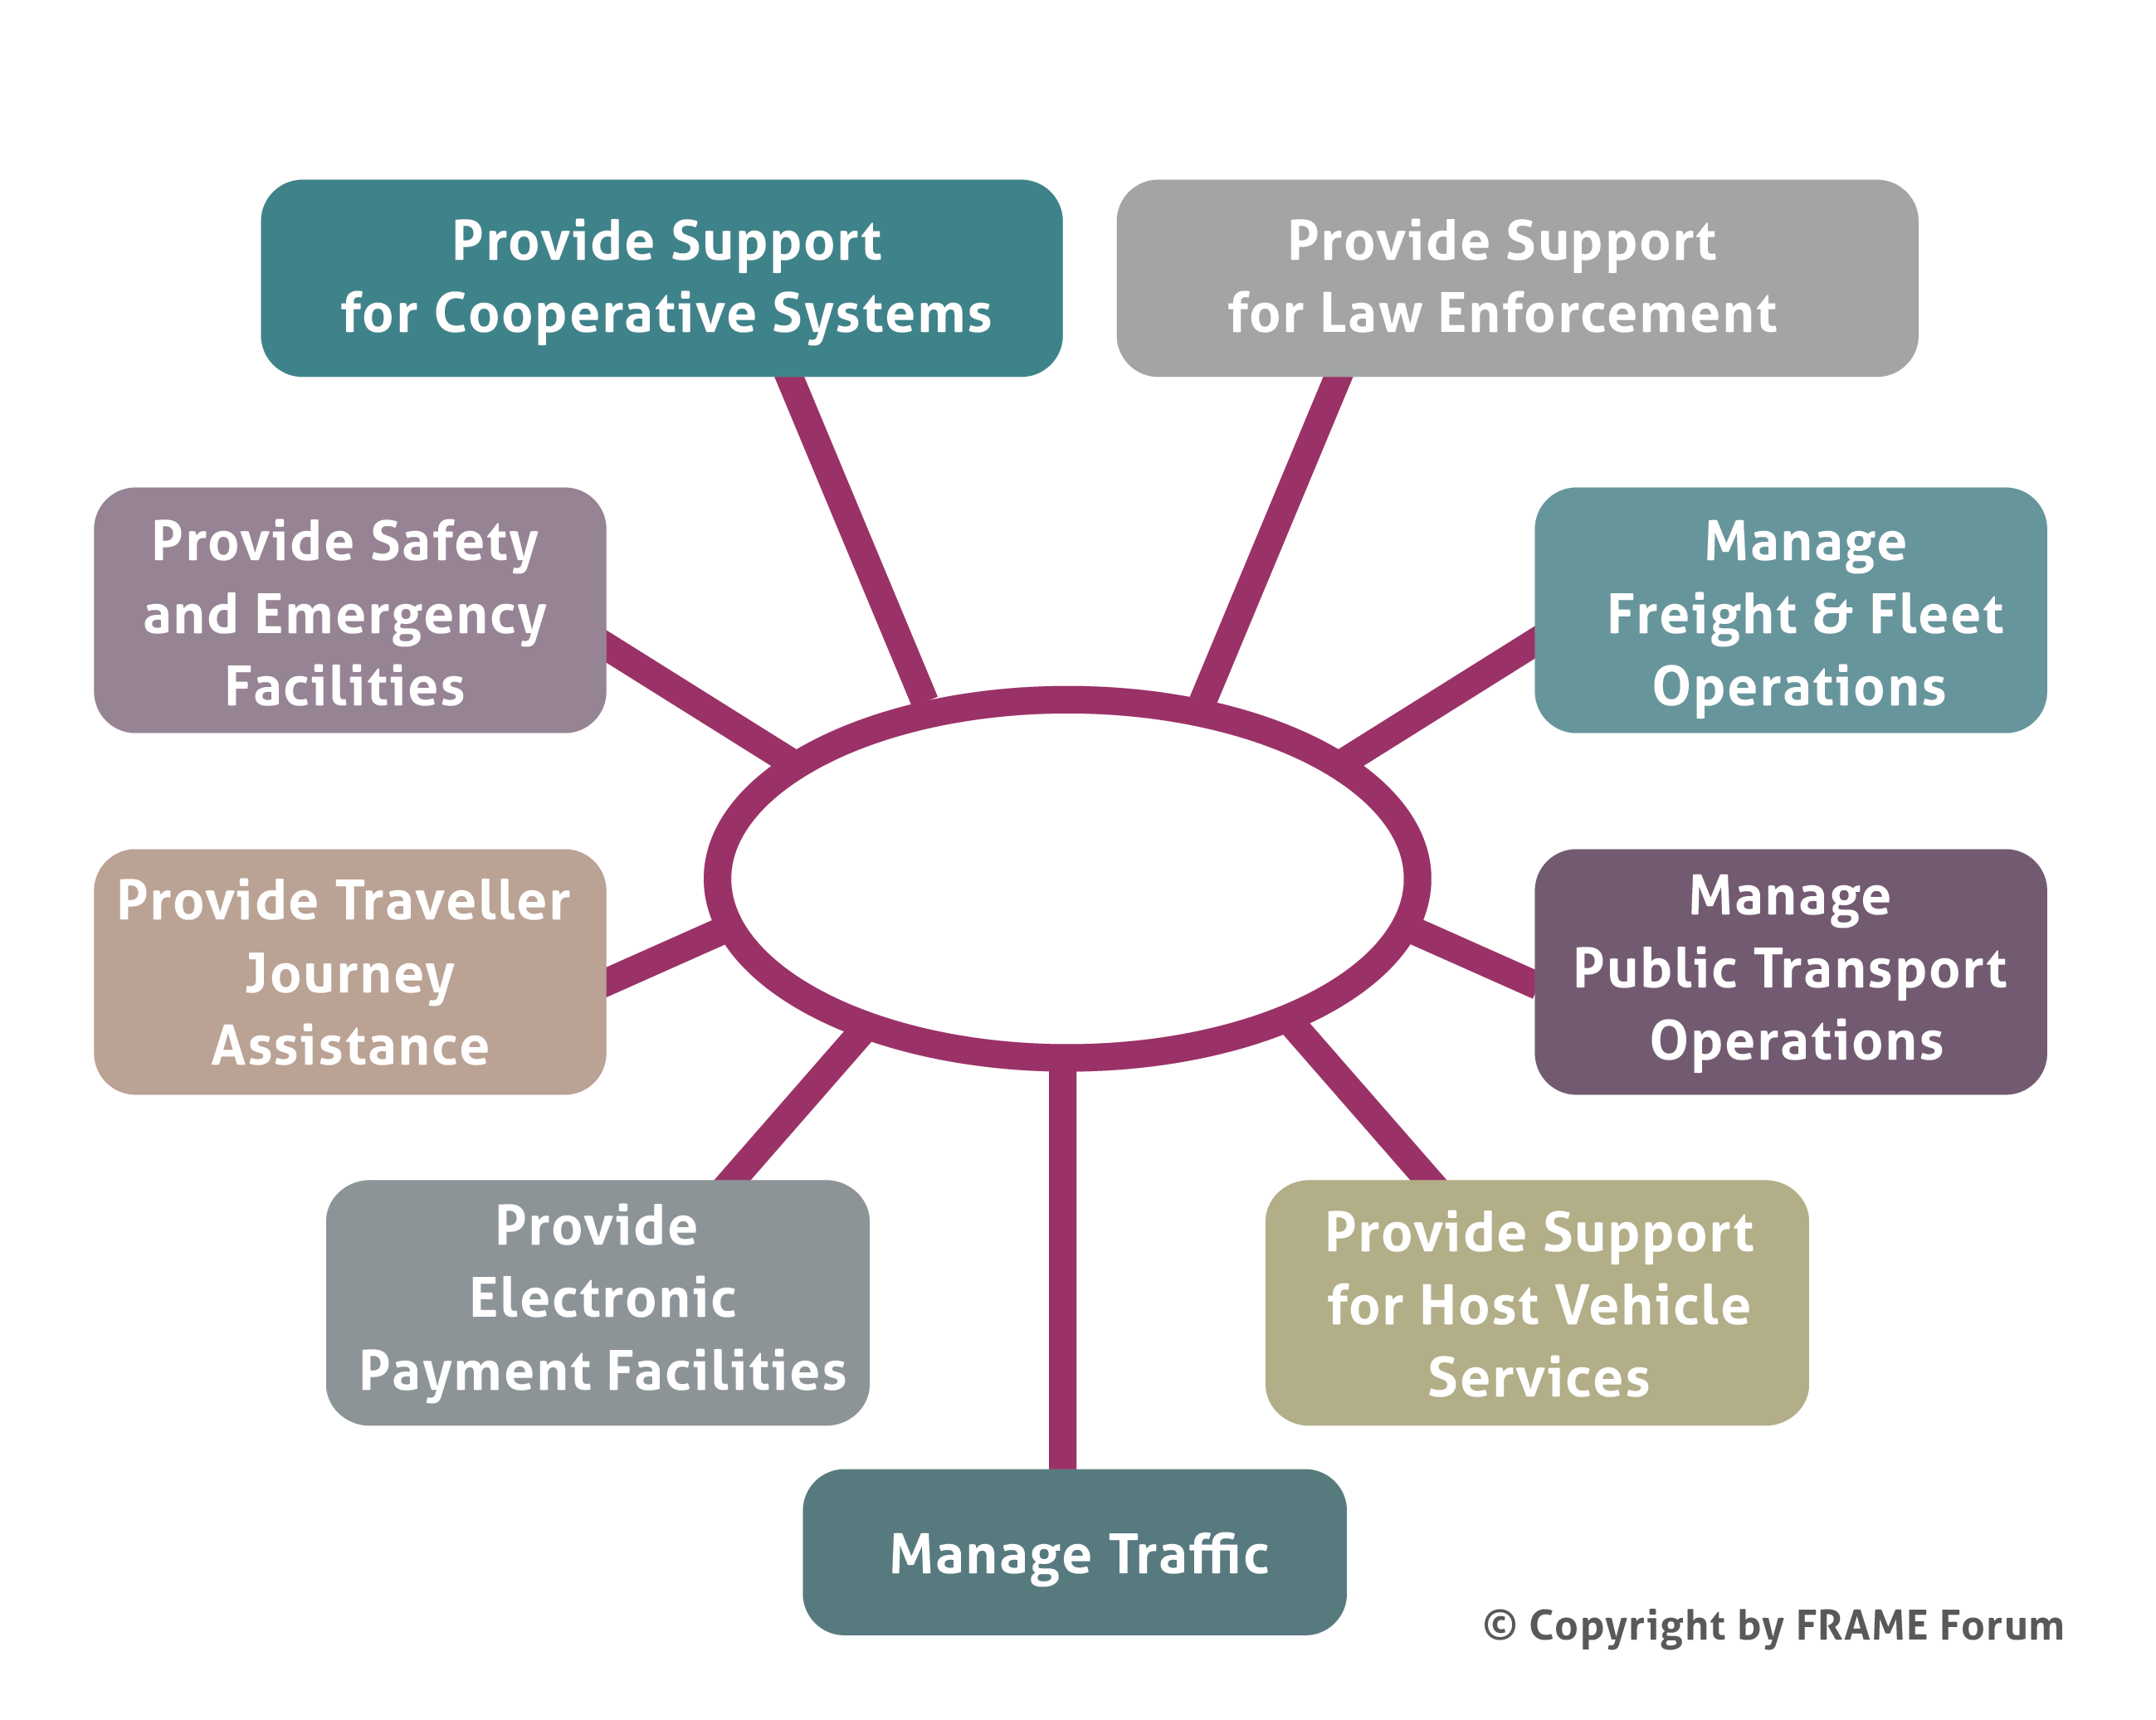 Provide Support
for Cooperative Systems
Provide Support
for Law Enforcement
Provide Safety
and Emergency
Facilities
Manage
Freight & Fleet
Operations
Provide Traveller
Journey
Assistance
Manage
Public Transport
Operations
Provide
Electronic
Payment Facilities
Provide Support
for Host Vehicle
Services
Manage Traffic
© Copyright by FRAME Forum